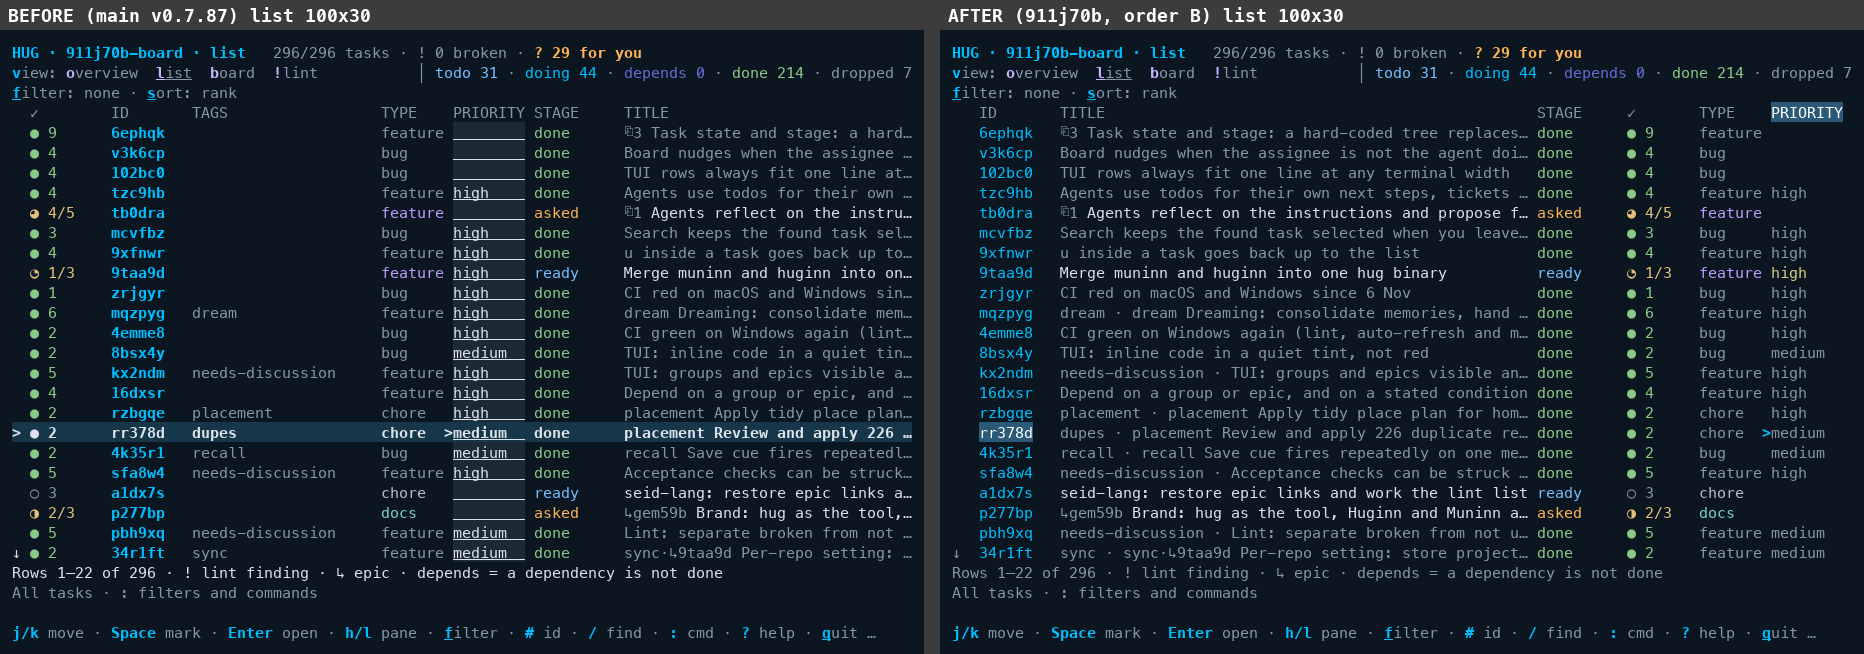 BEFORE (main v0.7.87) list 100x30
HUG · 911j70b-board · list   296/296 tasks · ! 0 broken · ? 29 for you
view: overview  list  board  !lint   │ todo 31 · doing 44 · depends 0 · done 214 · dropped 7
filter: none · sort: rank
✓ ID TAGS TYPE PRIORITY STAGE TITLE
● 9 6ephqk feature done ⎗3 Task state and stage: a hard…
● 4 v3k6cp bug done Board nudges when the assignee …
● 4 102bc0 bug done TUI rows always fit one line at…
● 4 tzc9hb feature high done Agents use todos for their own …
◕ 4/5 tb0dra feature asked ⎗1 Agents reflect on the instru…
● 3 mcvfbz bug high done Search keeps the found task sel…
● 4 9xfnwr feature high done u inside a task goes back up to…
◔ 1/3 9taa9d feature high ready Merge muninn and huginn into on…
● 1 zrjgyr bug high done CI red on macOS and Windows sin…
● 6 mqzpyg dream feature high done dream Dreaming: consolidate mem…
● 2 4emme8 bug high done CI green on Windows again (lint…
● 2 8bsx4y bug medium done TUI: inline code in a quiet tin…
● 5 kx2ndm needs-discussion feature high done TUI: groups and epics visible a…
● 4 16dxsr feature high done Depend on a group or epic, and …
● 2 rzbgqe placement chore high done placement Apply tidy place plan…
> ● 2 rr378d dupes chore >medium done placement Review and apply 226 …
● 2 4k35r1 recall bug medium done recall Save cue fires repeatedl…
● 5 sfa8w4 needs-discussion feature high done Acceptance checks can be struck…
○ 3 a1dx7s chore ready seid-lang: restore epic links a…
◑ 2/3 p277bp docs asked ↳gem59b Brand: hug as the tool,…
● 5 pbh9xq needs-discussion feature medium done Lint: separate broken from not …
↓ ● 2 34r1ft sync feature medium done sync·↳9taa9d Per-repo setting: …
Rows 1–22 of 296 · ! lint finding · ↳ epic · depends = a dependency is not done
All tasks · : filters and commands
j/k move · Space mark · Enter open · h/l pane · filter · # id · / find · : cmd · ? help · quit …
AFTER (911j70b, order B) list 100x30
HUG · 911j70b-board · list   296/296 tasks · ! 0 broken · ? 29 for you
view: overview  list  board  !lint   │ todo 31 · doing 44 · depends 0 · done 214 · dropped 7
filter: none · sort: rank
ID TITLE STAGE ✓ TYPE PRIORITY
6ephqk ⎗3 Task state and stage: a hard-coded tree replaces… done ● 9 feature
v3k6cp Board nudges when the assignee is not the agent doi… done ● 4 bug
102bc0 TUI rows always fit one line at any terminal width done ● 4 bug
tzc9hb Agents use todos for their own next steps, tickets … done ● 4 feature high
tb0dra ⎗1 Agents reflect on the instructions and propose f… asked ◕ 4/5 feature
mcvfbz Search keeps the found task selected when you leave… done ● 3 bug high
9xfnwr u inside a task goes back up to the list done ● 4 feature high
9taa9d Merge muninn and huginn into one hug binary ready ◔ 1/3 feature high
zrjgyr CI red on macOS and Windows since 6 Nov done ● 1 bug high
mqzpyg dream · dream Dreaming: consolidate memories, hand … done ● 6 feature high
4emme8 CI green on Windows again (lint, auto-refresh and m… done ● 2 bug high
8bsx4y TUI: inline code in a quiet tint, not red done ● 2 bug medium
kx2ndm needs-discussion · TUI: groups and epics visible an… done ● 5 feature high
16dxsr Depend on a group or epic, and on a stated condition done ● 4 feature high
rzbgqe placement · placement Apply tidy place plan for hom… done ● 2 chore high
rr378d dupes · placement Review and apply 226 duplicate re… done ● 2 chore >medium
4k35r1 recall · recall Save cue fires repeatedly on one me… done ● 2 bug medium
sfa8w4 needs-discussion · Acceptance checks can be struck … done ● 5 feature high
a1dx7s seid-lang: restore epic links and work the lint list ready ○ 3 chore
p277bp ↳gem59b Brand: hug as the tool, Huginn and Muninn a… asked ◑ 2/3 docs
pbh9xq needs-discussion · Lint: separate broken from not u… done ● 5 feature medium
↓ 34r1ft sync · sync·↳9taa9d Per-repo setting: store project… done ● 2 feature medium
Rows 1–22 of 296 · ! lint finding · ↳ epic · depends = a dependency is not done
All tasks · : filters and commands
j/k move · Space mark · Enter open · h/l pane · filter · # id · / find · : cmd · ? help · quit …